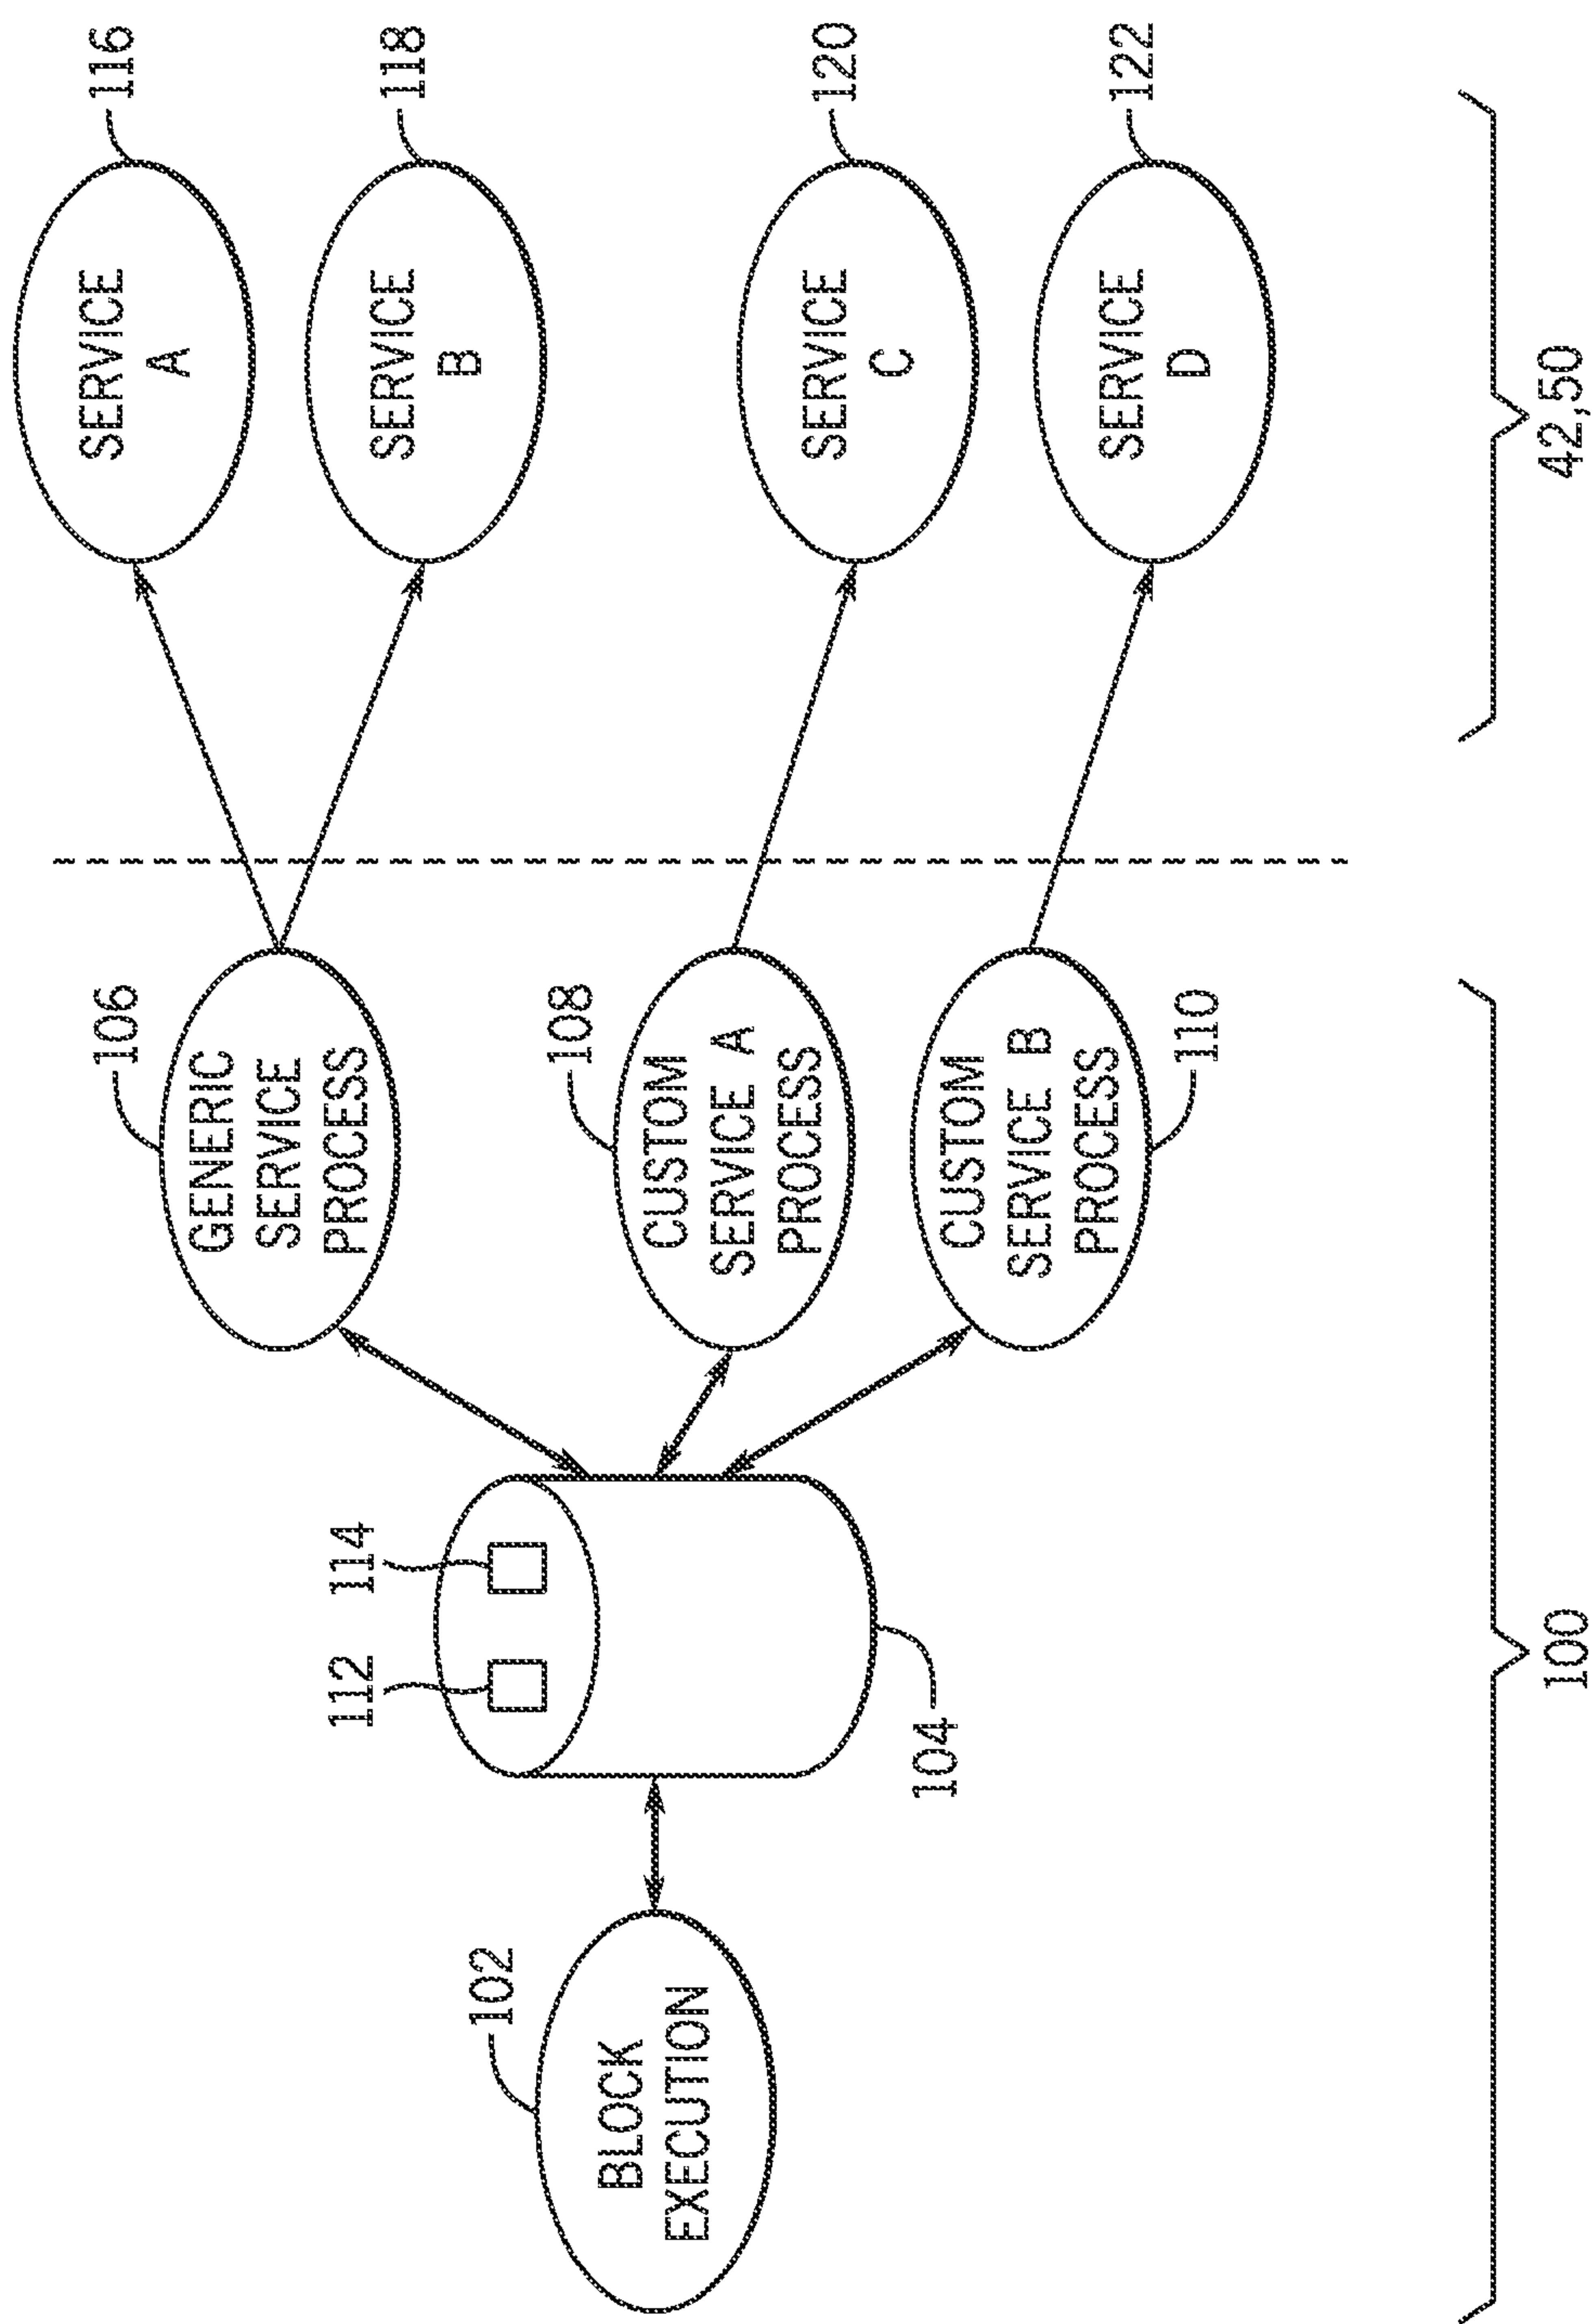 116
SERVICE
A
118
SERVICE
B
120
SERVICE
C
122
SERVICE
D
42,50
106
GENERIC
SERVICE
PROCESS
108
CUSTOM
SERVICE A
PROCESS
CUSTOM
SERVICE B
PROCESS
110
112
114
104
102
BLOCK
EXECUTION
100